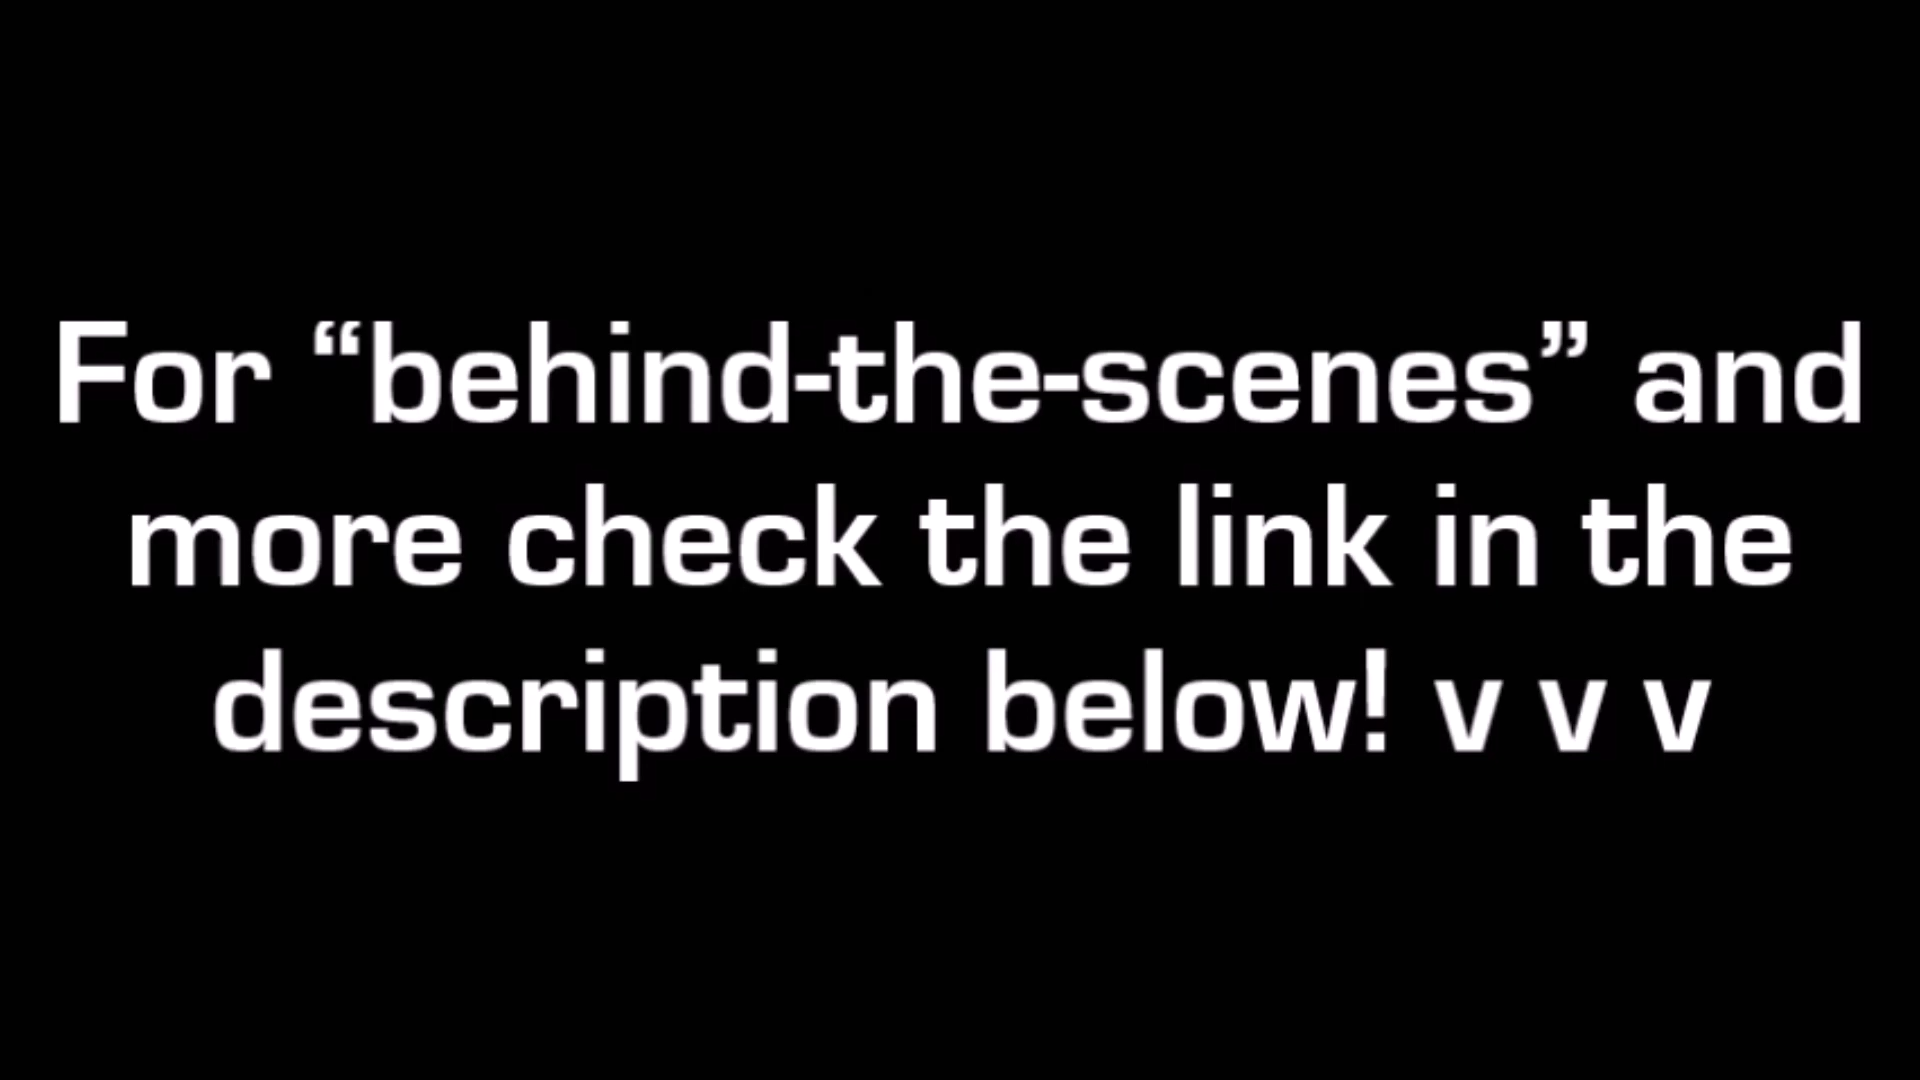 For “behind-the-scenes” and
more check the link in the
description below! v v v